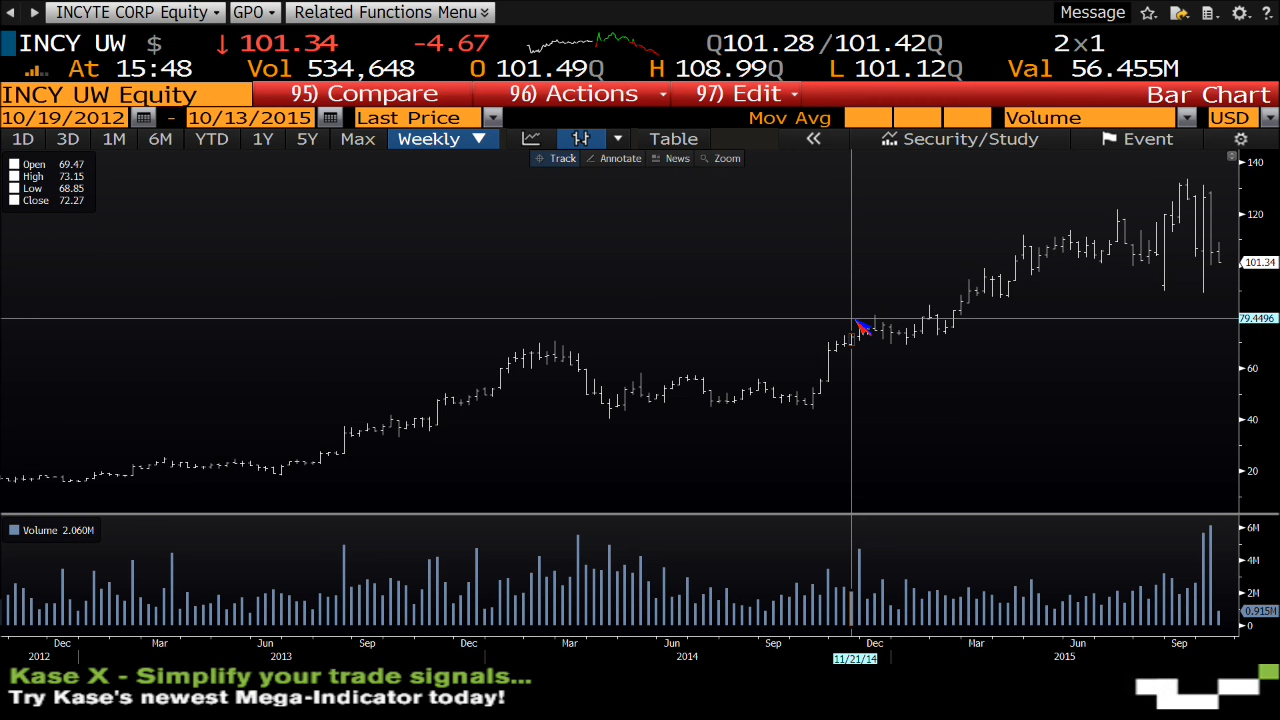 INCYTE CORP Equity GPO Related Functions Menu Message ?
INCY UW $ 101.34 -4.67 Q101.28 /101.42Q 2x1
At 15:48 Vol 534,648 O 101.49Q H 108.99Q L 101.12Q Val 56.455M
INCY UW Equity 95) Compare 96) Actions 97) Edit Bar Chart
10/19/2012 - 10/13/2015 Last Price Mov Avg Volume USD
1D 3D 1M 6M YTD 1Y 5Y Max Weekly Table « Security/Study Event
Track Annotate News Zoom
Open 69.47
High 73.15
Low 68.85
Close 72.27
140
120
101.34
79.4496
60
40
20
Volume 2.060M
6M
4M
2M
0.915M
0
Dec Mar Jun Sep Dec Mar Jun Sep Dec Mar Jun Sep
2012 2013 2014 11/21/14 2015
Kase X - Simplify your trade signals...
Try Kase's newest Mega-Indicator today!